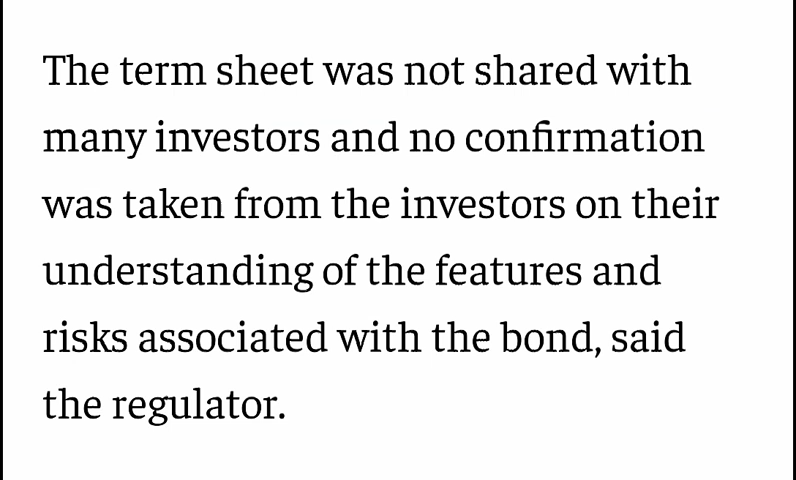 The term sheet was not shared with
many investors and no confirmation
was taken from the investors on their
understanding of the features and
risks associated with the bond, said
the regulator.